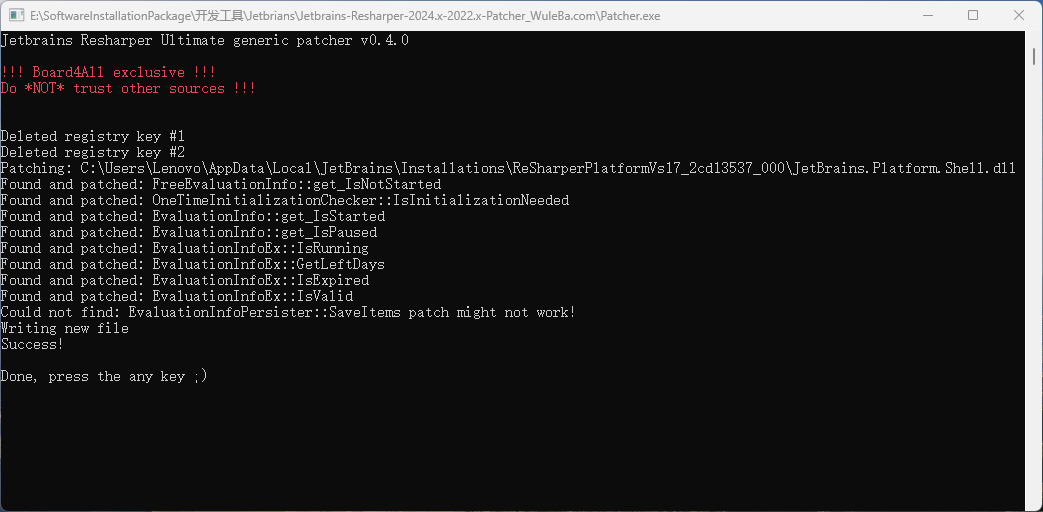 E:\SoftwareInstallationPackage\开发工具\Jetbrians\Jetbrains-Resharper-2024.x-2022.x-Patcher_WuleBa.com\Patcher.exe
Jetbrains Resharper Ultimate generic patcher v0.4.0
!!! Board4All exclusive !!!
Do *NOT* trust other sources !!!
Deleted registry key #1
Deleted registry key #2
Patching: C:\Users\Lenovo\AppData\Local\JetBrains\Installations\ReSharperPlatformVs17_2cd13537_000\JetBrains.Platform.Shell.dll
Found and patched: FreeEvaluationInfo::get_IsNotStarted
Found and patched: OneTimeInitializationChecker::IsInitializationNeeded
Found and patched: EvaluationInfo::get_IsStarted
Found and patched: EvaluationInfo::get_IsPaused
Found and patched: EvaluationInfoEx::IsRunning
Found and patched: EvaluationInfoEx::GetLeftDays
Found and patched: EvaluationInfoEx::IsExpired
Found and patched: EvaluationInfoEx::IsValid
Could not find: EvaluationInfoPersister::SaveItems patch might not work!
Writing new file
Success!
Done, press the any key ;)